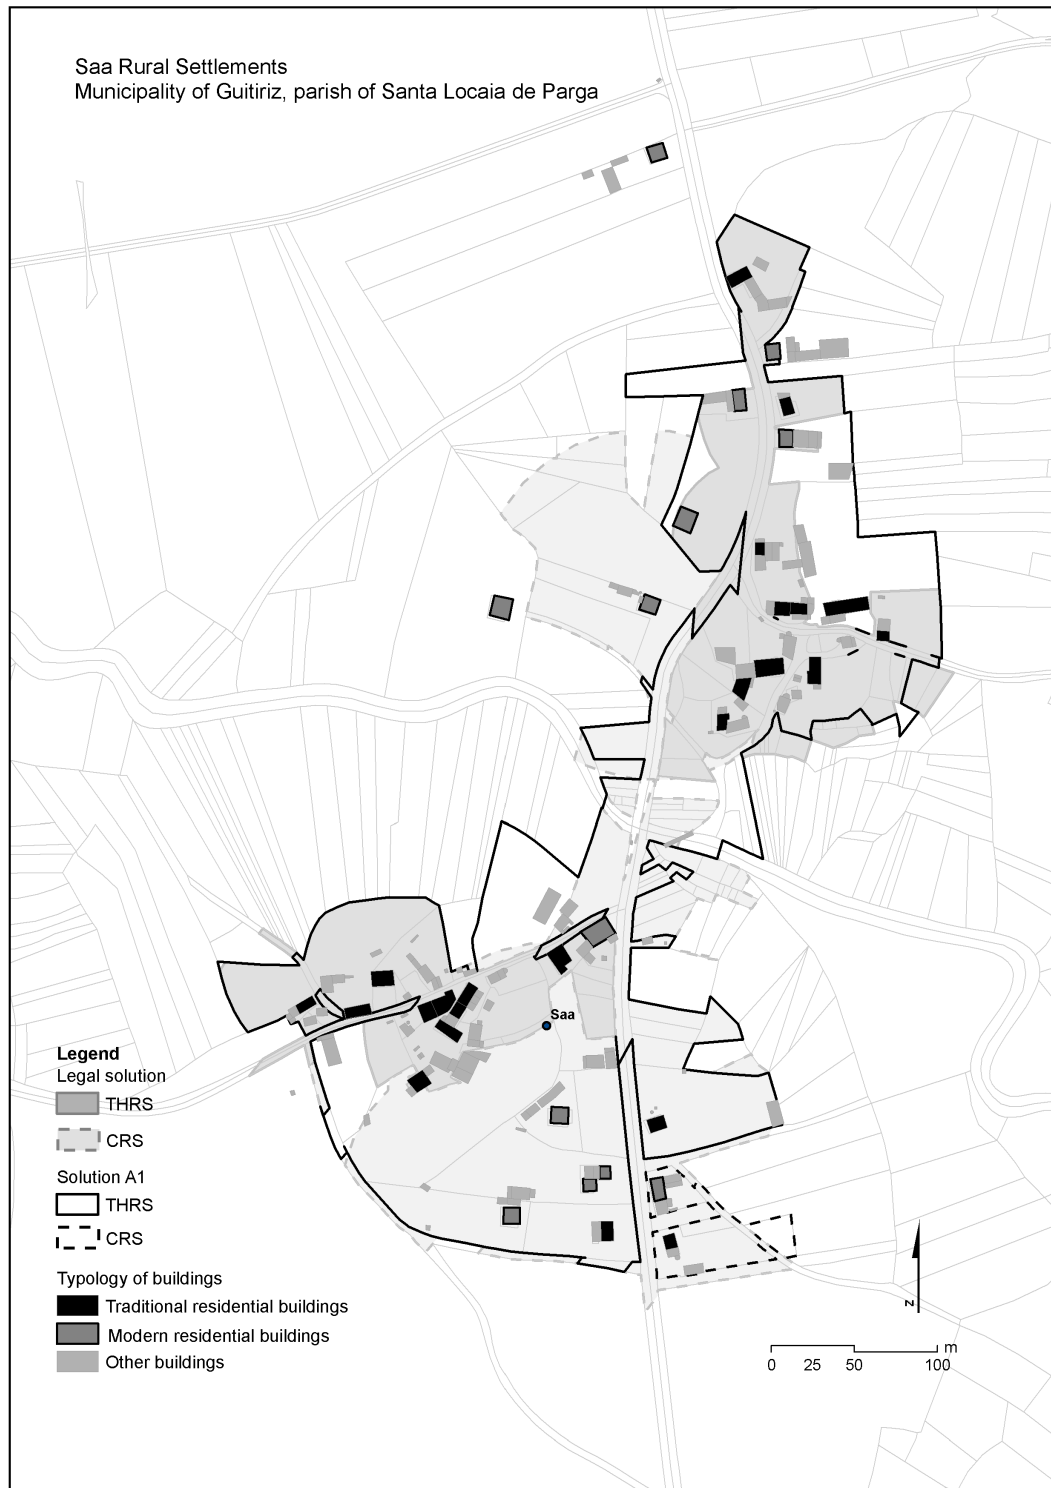 Saa Rural Settlements
Municipality of Guitiriz, parish of Santa Locaia de Parga
Saa
Legend
Legal solution
THRS
CRS
Solution A1
THRS
CRS
Typology of buildings
Traditional residential buildings
Modern residential buildings
Other buildings
z
m
0 25 50 100